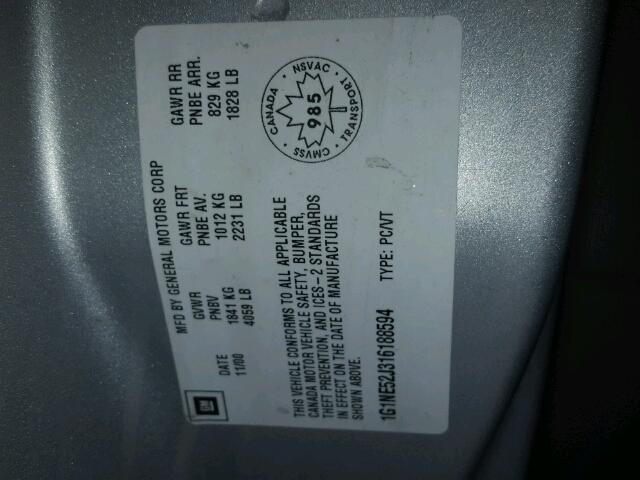 GM
MFD BY GENERAL MOTORS CORP
DATE GVWR GAWR FRT GAWR RR
11/00 PNBV PNBE AV. PNBE ARR.
1841 KG 1012 KG 829 KG
4059 LB 2231 LB 1828 LB
THIS VEHICLE CONFORMS TO ALL APPLICABLE
CANADA MOTOR VEHICLE SAFETY, BUMPER,
THEFT PREVENTION, AND ICES-2 STANDARDS
IN EFFECT ON THE DATE OF MANUFACTURE
SHOWN ABOVE.
CANADA NSVAC
985
CMVSS TRANSPORT
1G1NE52J316188594 TYPE: PC/VT